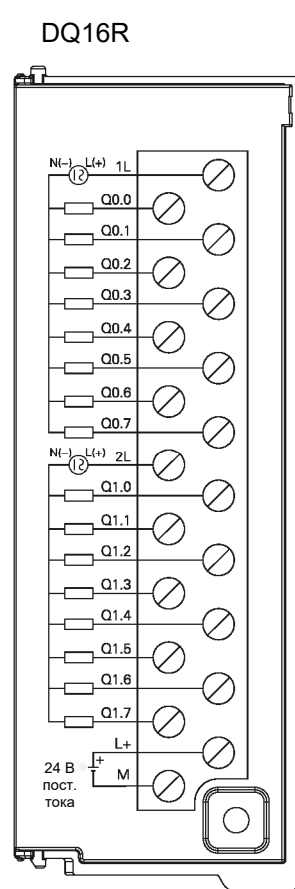 DQ16R
N(-) L(+) 1L
Q0.0
Q0.1
Q0.2
Q0.3
Q0.4
Q0.5
Q0.6
Q0.7
N(-) L(+) 2L
Q1.0
Q1.1
Q1.2
Q1.3
Q1.4
Q1.5
Q1.6
Q1.7
L+
+
24 В
M
пост.
тока